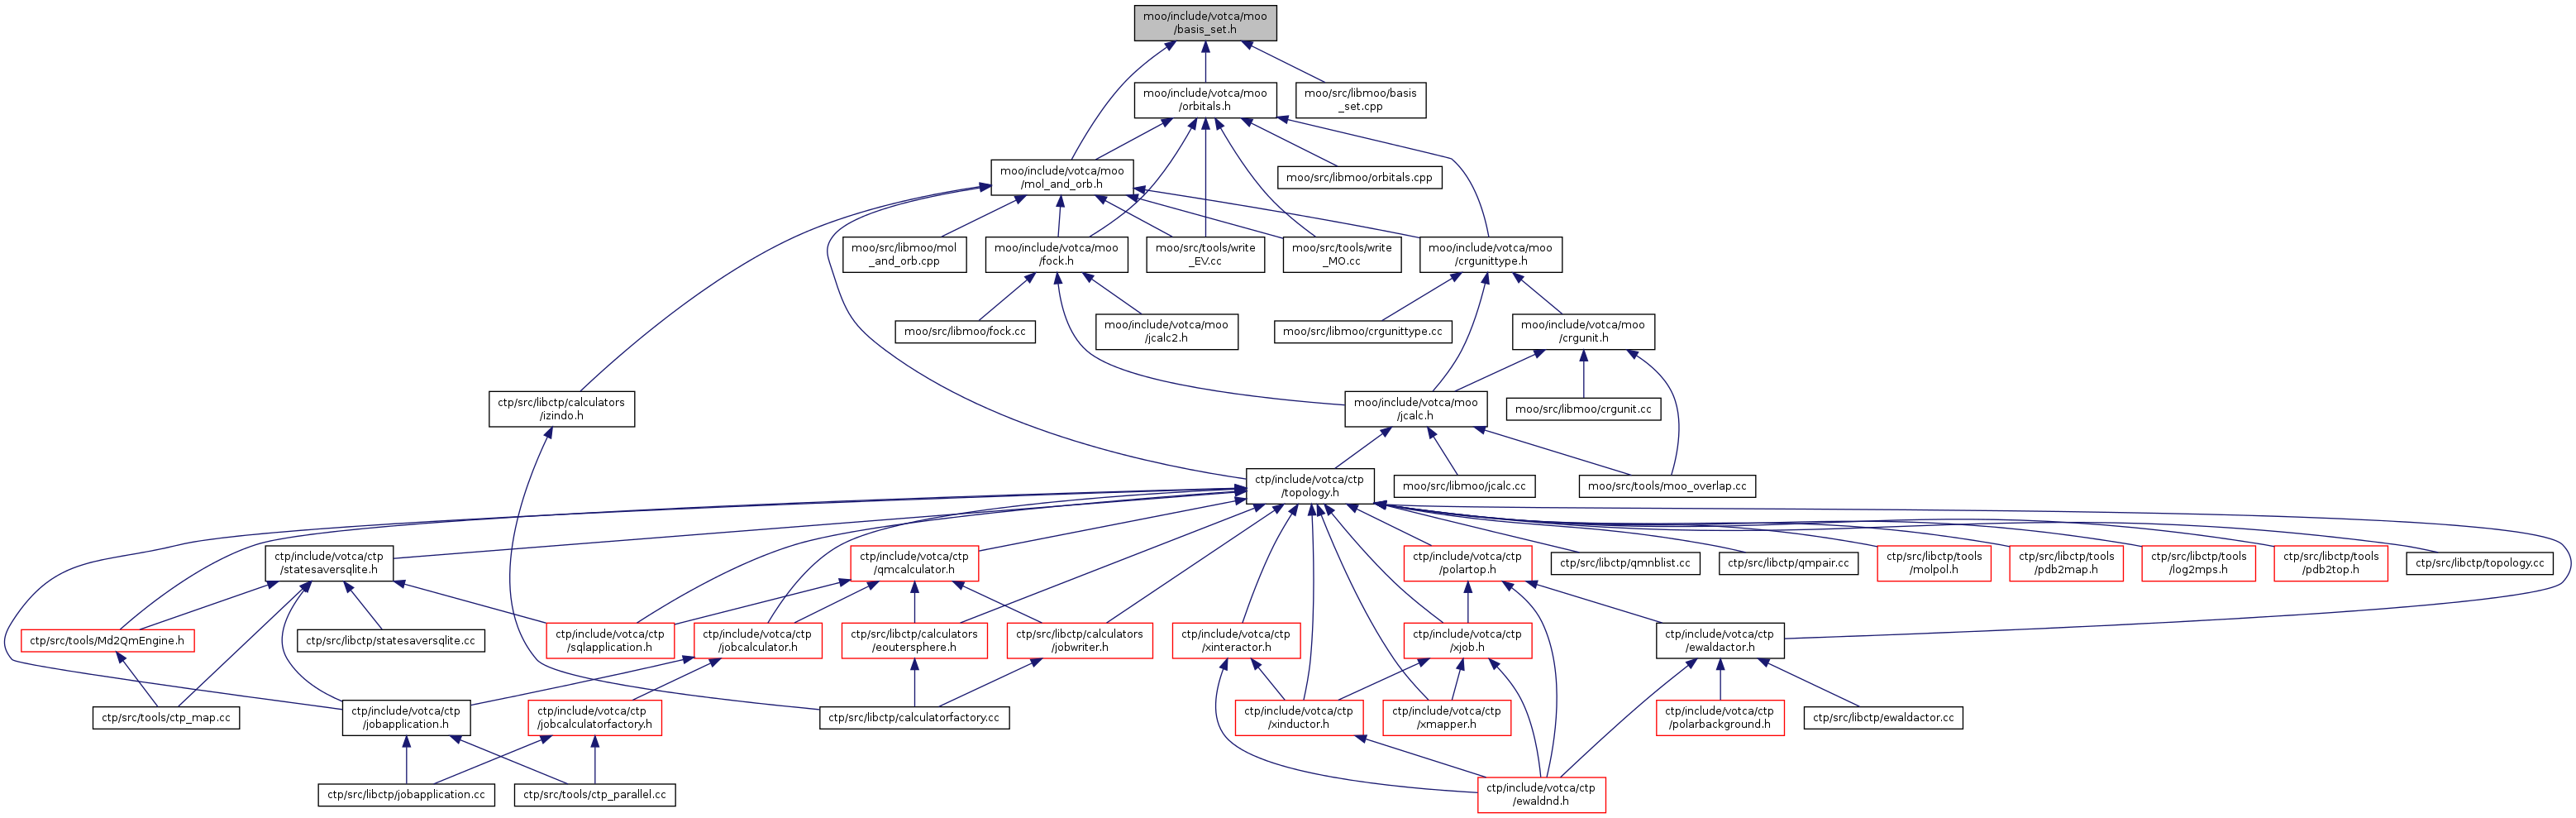 moo/include/votca/moo
/basis_set.h
moo/include/votca/moo
/orbitals.h
moo/src/libmoo/basis
_set.cpp
moo/include/votca/moo
/mol_and_orb.h
moo/src/libmoo/orbitals.cpp
moo/src/libmoo/mol
_and_orb.cpp
moo/include/votca/moo
/fock.h
moo/src/tools/write
_EV.cc
moo/src/tools/write
_MO.cc
moo/include/votca/moo
/crgunittype.h
moo/src/libmoo/fock.cc
moo/include/votca/moo
/jcalc2.h
moo/src/libmoo/crgunittype.cc
moo/include/votca/moo
/crgunit.h
ctp/src/libctp/calculators
/izindo.h
moo/include/votca/moo
/jcalc.h
moo/src/libmoo/crgunit.cc
ctp/include/votca/ctp
/topology.h
moo/src/libmoo/jcalc.cc
moo/src/tools/moo_overlap.cc
ctp/include/votca/ctp
/statesaversqlite.h
ctp/include/votca/ctp
/qmcalculator.h
ctp/include/votca/ctp
/polartop.h
ctp/src/libctp/qmnblist.cc
ctp/src/libctp/qmpair.cc
ctp/src/libctp/tools
/molpol.h
ctp/src/libctp/tools
/pdb2map.h
ctp/src/libctp/tools
/log2mps.h
ctp/src/libctp/tools
/pdb2top.h
ctp/src/libctp/topology.cc
ctp/src/tools/Md2QmEngine.h
ctp/src/libctp/statesaversqlite.cc
ctp/include/votca/ctp
/sqlapplication.h
ctp/include/votca/ctp
/jobcalculator.h
ctp/src/libctp/calculators
/eoutersphere.h
ctp/src/libctp/calculators
/jobwriter.h
ctp/include/votca/ctp
/xinteractor.h
ctp/include/votca/ctp
/xjob.h
ctp/include/votca/ctp
/ewaldactor.h
ctp/src/tools/ctp_map.cc
ctp/include/votca/ctp
/jobapplication.h
ctp/include/votca/ctp
/jobcalculatorfactory.h
ctp/src/libctp/calculatorfactory.cc
ctp/include/votca/ctp
/xinductor.h
ctp/include/votca/ctp
/xmapper.h
ctp/include/votca/ctp
/polarbackground.h
ctp/src/libctp/ewaldactor.cc
ctp/src/libctp/jobapplication.cc
ctp/src/tools/ctp_parallel.cc
ctp/include/votca/ctp
/ewaldnd.h